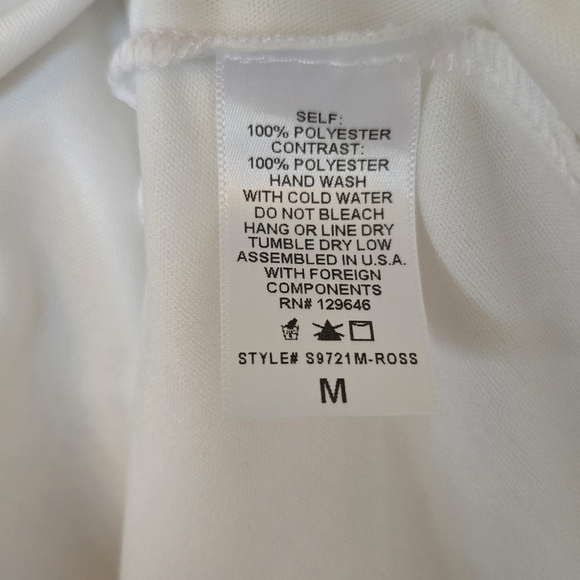 SELF:
100% POLYESTER
CONTRAST:
100% POLYESTER
HAND WASH
WITH COLD WATER
DO NOT BLEACH
HANG OR LINE DRY
TUMBLE DRY LOW
ASSEMBLED IN U.S.A.
WITH FOREIGN
COMPONENTS
RN# 129646
STYLE# S9721M-ROSS
M